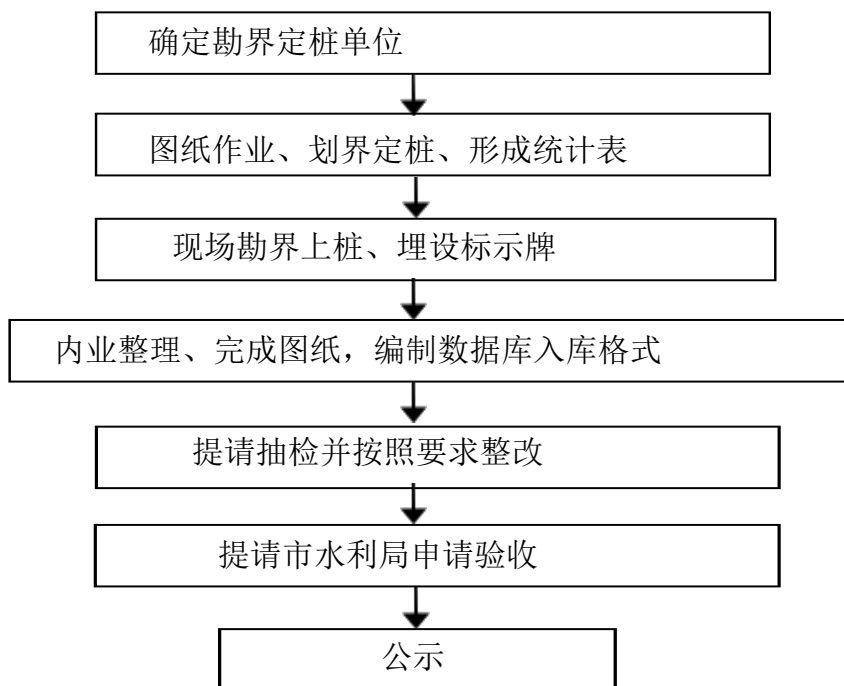 确定勘界定桩单位
图纸作业、划界定桩、形成统计表
现场勘界上桩、埋设标示牌
内业整理、完成图纸，编制数据库入库格式
提请抽检并按照要求整改
提请市水利局申请验收
公示